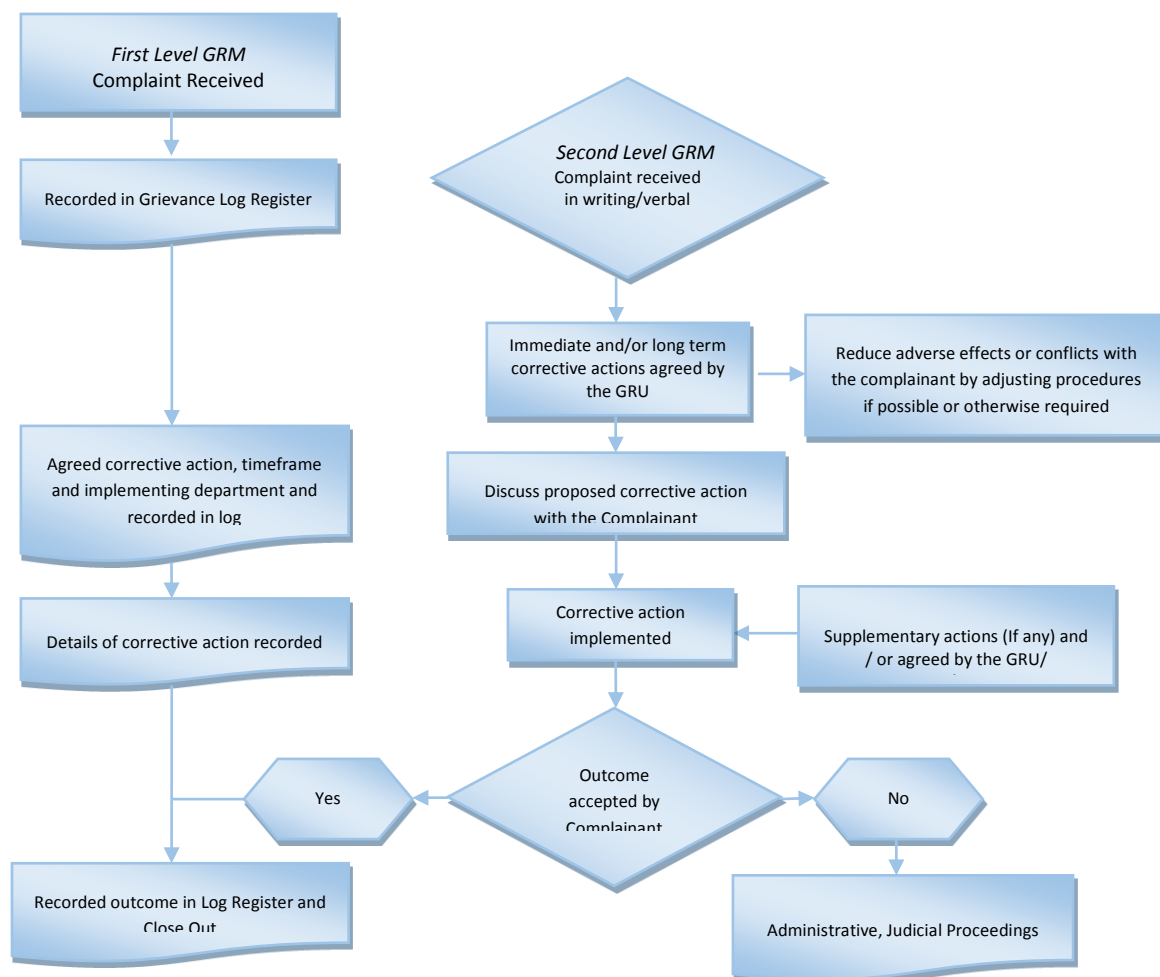 First Level GRM
Complaint Received
Recorded in Grievance Log Register
Agreed corrective action, timeframe
and implementing department and
recorded in log
Details of corrective action recorded
Second Level GRM
Complaint received
in writing/verbal
Immediate and/or long term
corrective actions agreed by
the GRU
Reduce adverse effects or conflicts with
the complainant by adjusting procedures
if possible or otherwise required
Discuss proposed corrective action
with the Complainant
Corrective action
implemented
Supplementary actions (If any) and
/ or agreed by the GRU/
Outcome
accepted by
Complainant
Yes
No
Recorded outcome in Log Register and
Close Out
Administrative, Judicial Proceedings